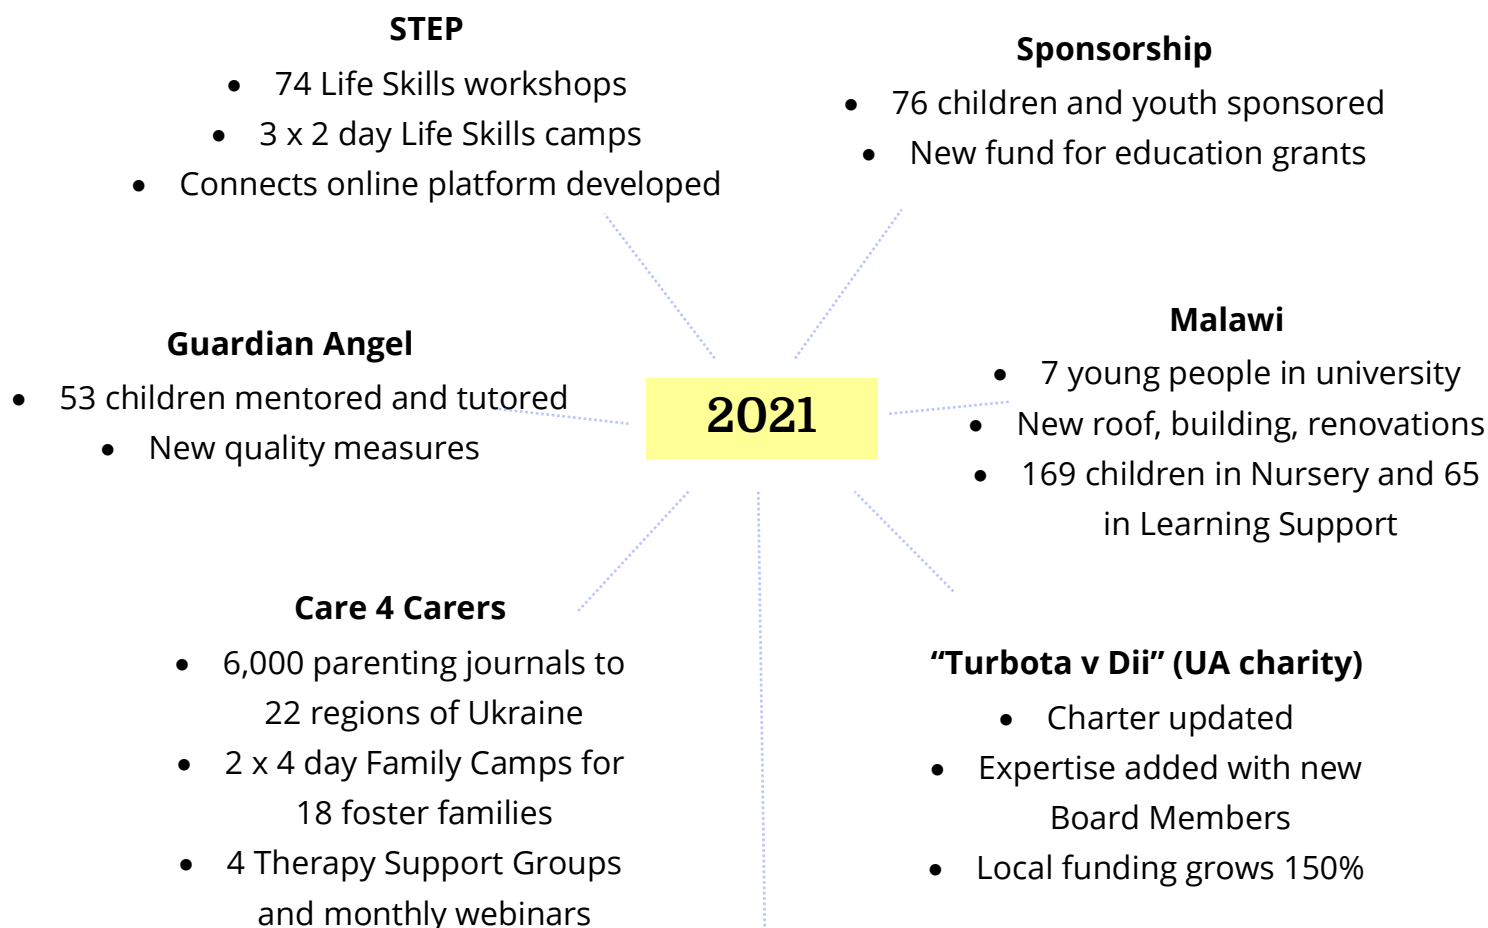 STEP
• 74 Life Skills workshops
• 3 x 2 day Life Skills camps
• Connects online platform developed
Sponsorship
• 76 children and youth sponsored
• New fund for education grants
Guardian Angel
• 53 children mentored and tutored
• New quality measures
2021
Malawi
• 7 young people in university
• New roof, building, renovations
• 169 children in Nursery and 65
in Learning Support
Care 4 Carers
• 6,000 parenting journals to
22 regions of Ukraine
• 2 x 4 day Family Camps for
18 foster families
• 4 Therapy Support Groups
and monthly webinars
“Turbota v Dii” (UA charity)
• Charter updated
• Expertise added with new
Board Members
• Local funding grows 150%